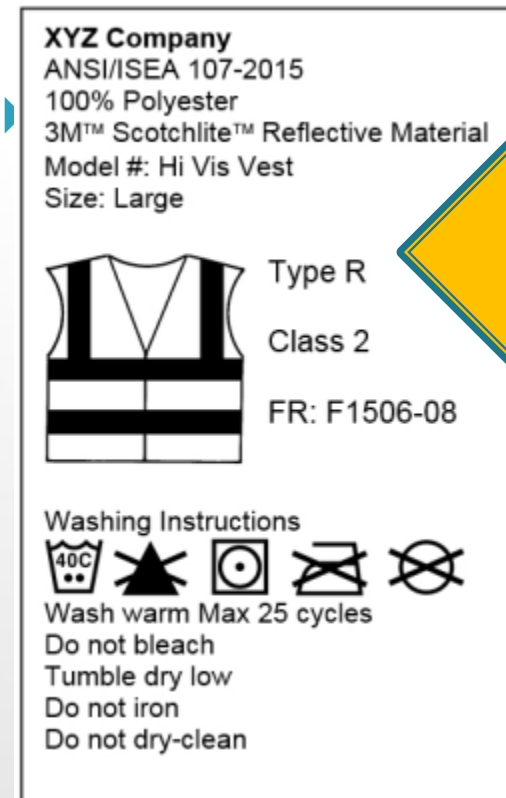 XYZ Company
ANSI/ISEA 107-2015
100% Polyester
3M™ Scotchlite™ Reflective Material
Model #: Hi Vis Vest
Size: Large
Type R
Class 2
FR: F1506-08
Washing Instructions
40C
Wash warm Max 25 cycles
Do not bleach
Tumble dry low
Do not iron
Do not dry-clean